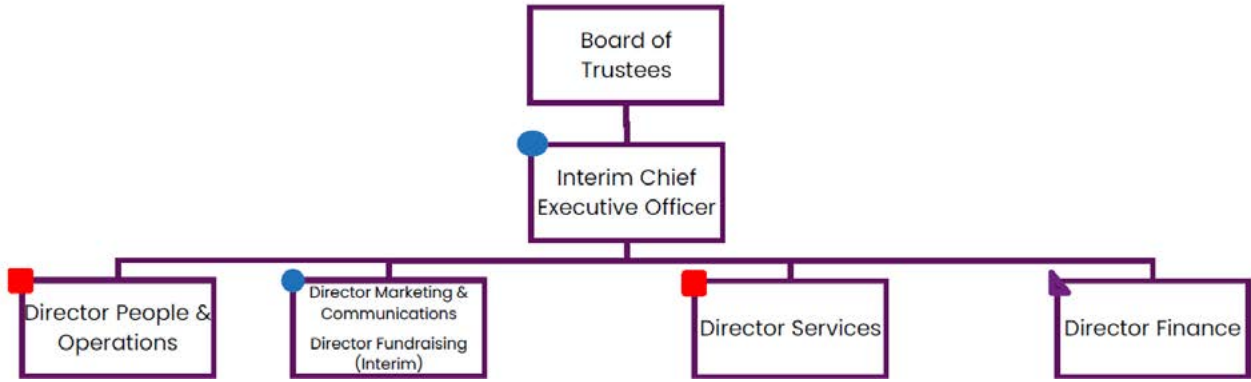 Board of
Trustees
Interim Chief
Executive Officer
Director People &
Operations
Director Marketing &
Communications
Director Fundraising
(Interim)
Director Services
Director Finance